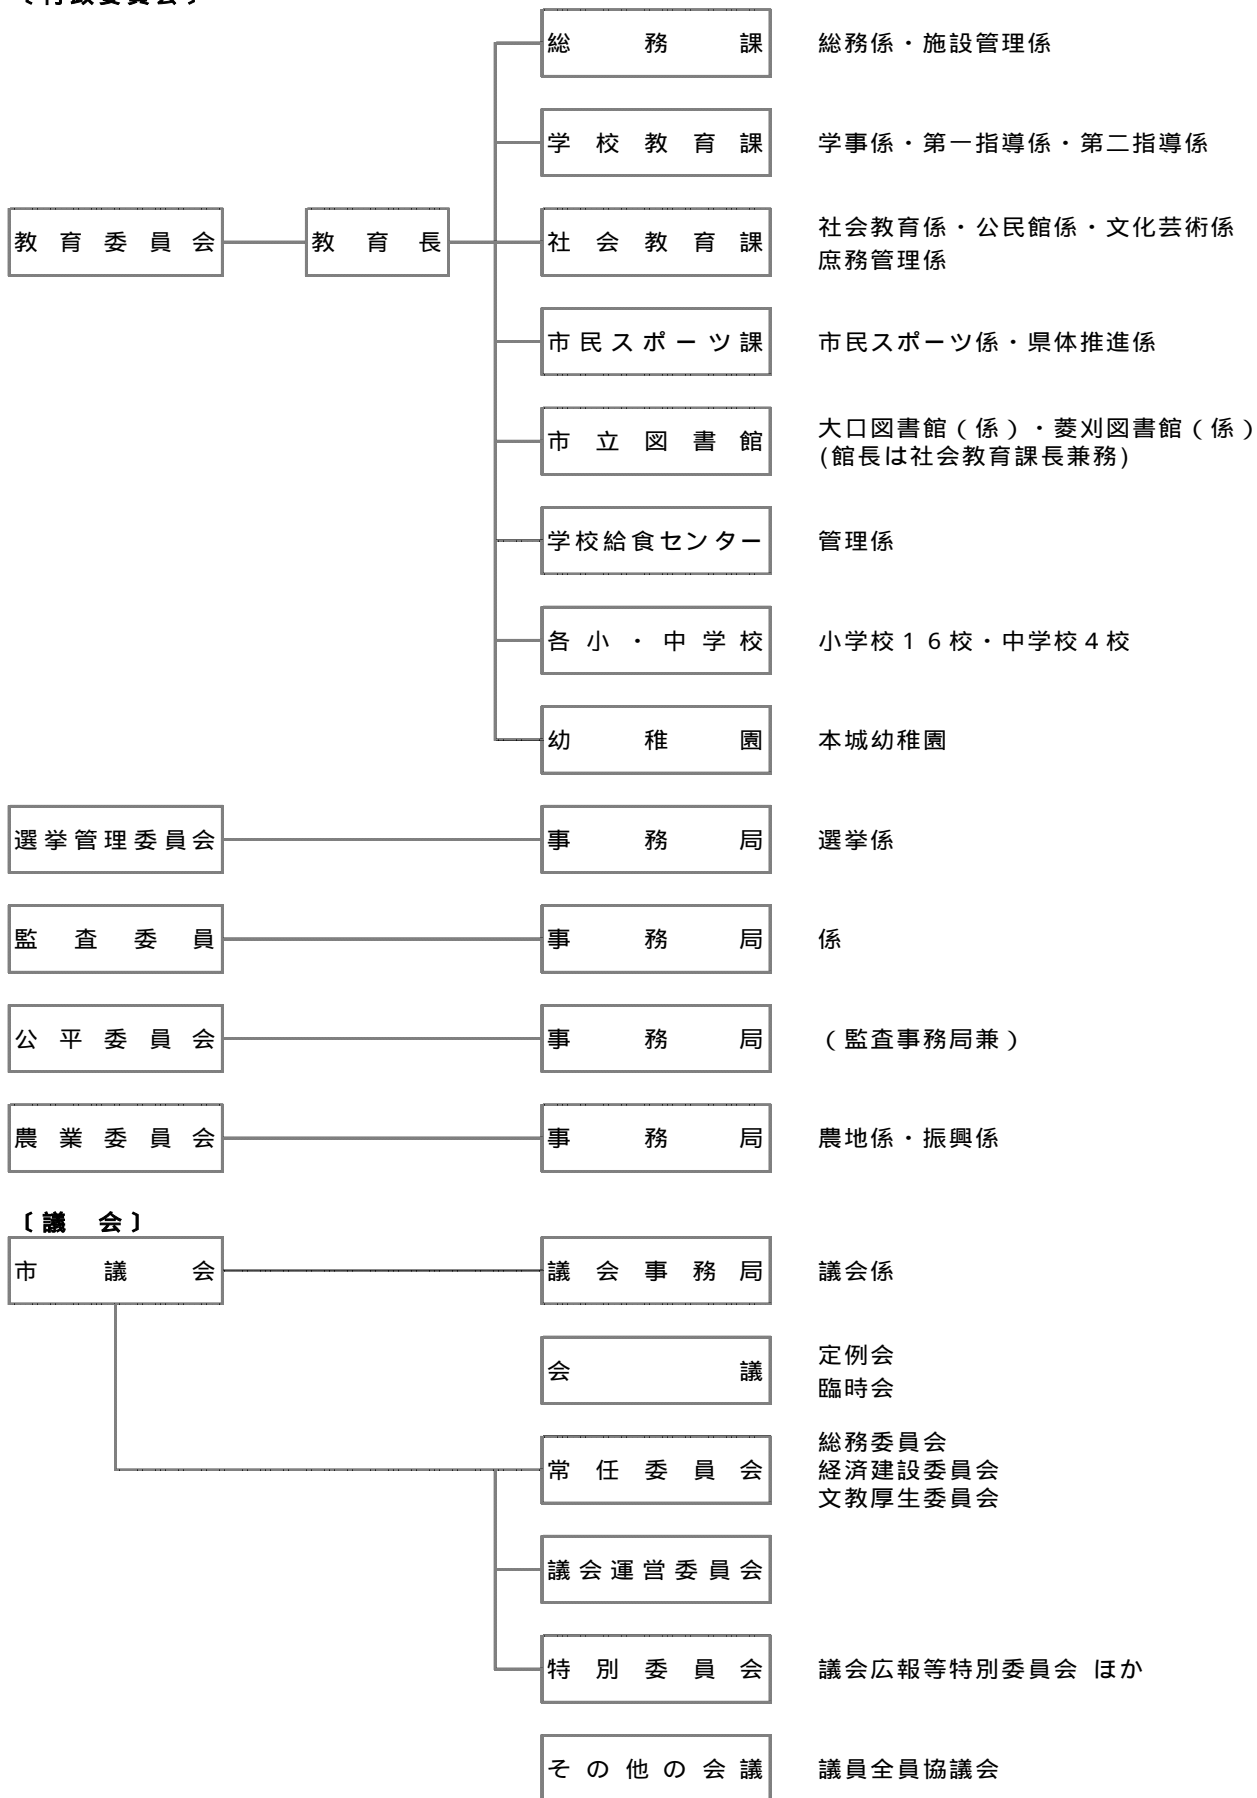 総務課 総務係・施設管理係
学校教育課 学事係・第一指導係・第二指導係
教育委員会 教育長 社会教育課 社会教育係・公民館係・文化芸術係
庶務管理係
市民スポーツ課 市民スポーツ係・県体推進係
市立図書館 大口図書館（係）・菱刈図書館（係）
(館長は社会教育課長兼務)
学校給食センター 管理係
各小・中学校 小学校１６校・中学校４校
幼稚園 本城幼稚園
選挙管理委員会 事務局 選挙係
監査委員 事務局 係
公平委員会 事務局 （監査事務局兼）
農業委員会 事務局 農地係・振興係
〔議 会〕
市議会 議会事務局 議会係
会議 定例会
臨時会
総務委員会
常任委員会 経済建設委員会
文教厚生委員会
議会運営委員会
特別委員会 議会広報等特別委員会 ほか
その他の会議 議員全員協議会